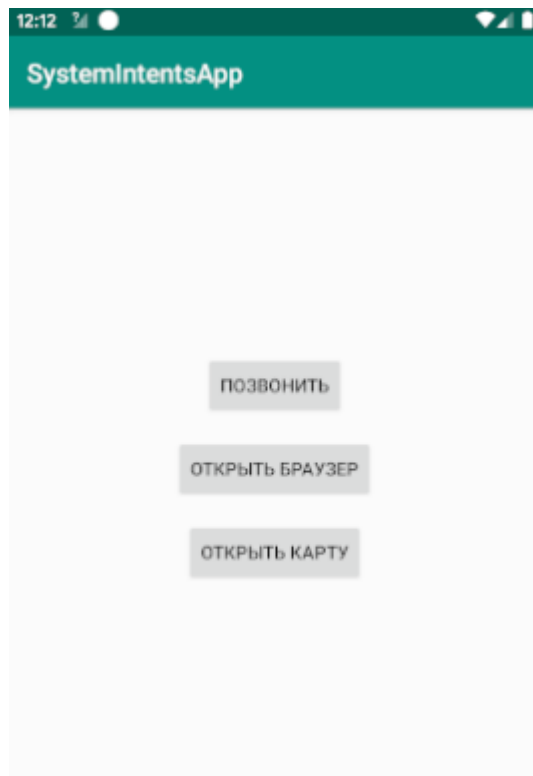 12:12
SystemIntentsApp
ПОЗВОНИТЬ
ОТКРЫТЬ БРАУЗЕР
ОТКРЫТЬ КАРТУ